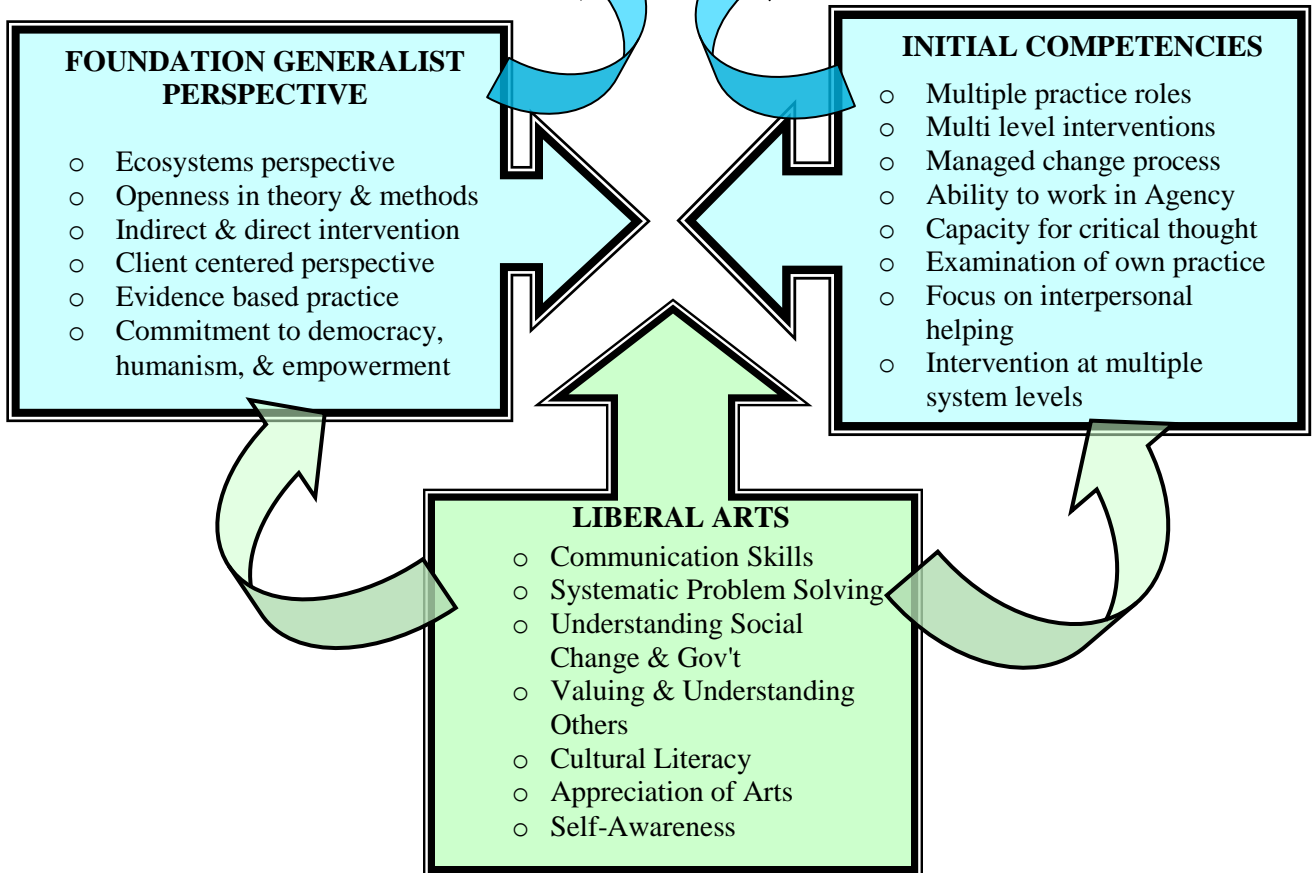 FOUNDATION GENERALIST
PERSPECTIVE
o Ecosystems perspective
o Openness in theory & methods
o Indirect & direct intervention
o Client centered perspective
o Evidence based practice
o Commitment to democracy,
humanism, & empowerment
INITIAL COMPETENCIES
o Multiple practice roles
o Multi level interventions
o Managed change process
o Ability to work in Agency
o Capacity for critical thought
o Examination of own practice
o Focus on interpersonal
helping
o Intervention at multiple
system levels
LIBERAL ARTS
o Communication Skills
o Systematic Problem Solving
o Understanding Social
Change & Gov't
o Valuing & Understanding
Others
o Cultural Literacy
o Appreciation of Arts
o Self-Awareness